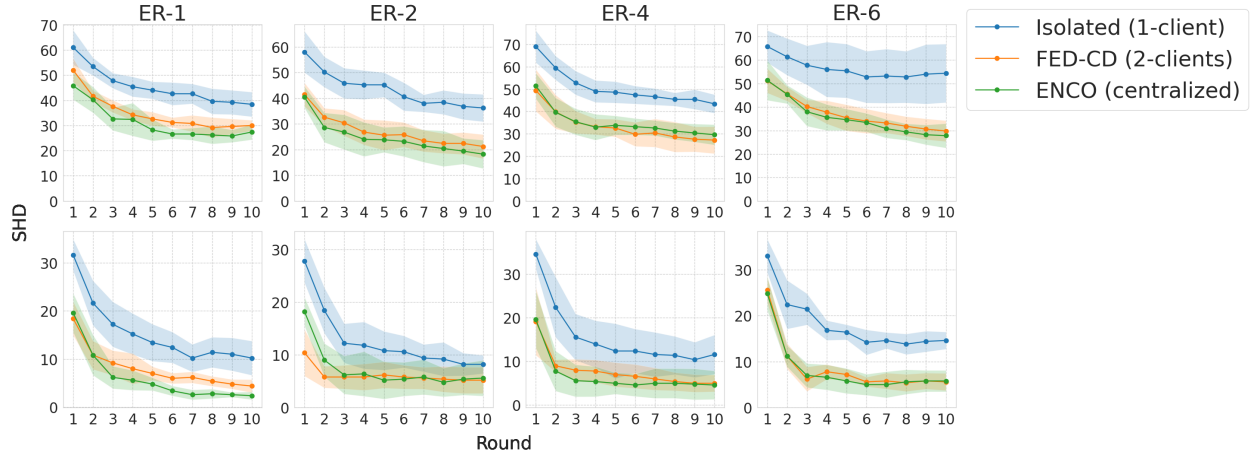 ER-1 ER-2 ER-4 ER-6
Isolated (1-client)
FED-CD (2-clients)
ENCO (centralized)
SHD
70 60 50 40 30 20 10 0
1 2 3 4 5 6 7 8 9 10
60 40 20 0
1 2 3 4 5 6 7 8 9 10
70 60 50 40 30 20 10 0
1 2 3 4 5 6 7 8 9 10
70 60 50 40 30 20 10 0
1 2 3 4 5 6 7 8 9 10
30 20 10 0
1 2 3 4 5 6 7 8 9 10
30 20 10 0
1 2 3 4 5 6 7 8 9 10
30 20 10 0
1 2 3 4 5 6 7 8 9 10
30 20 10 0
1 2 3 4 5 6 7 8 9 10
Round